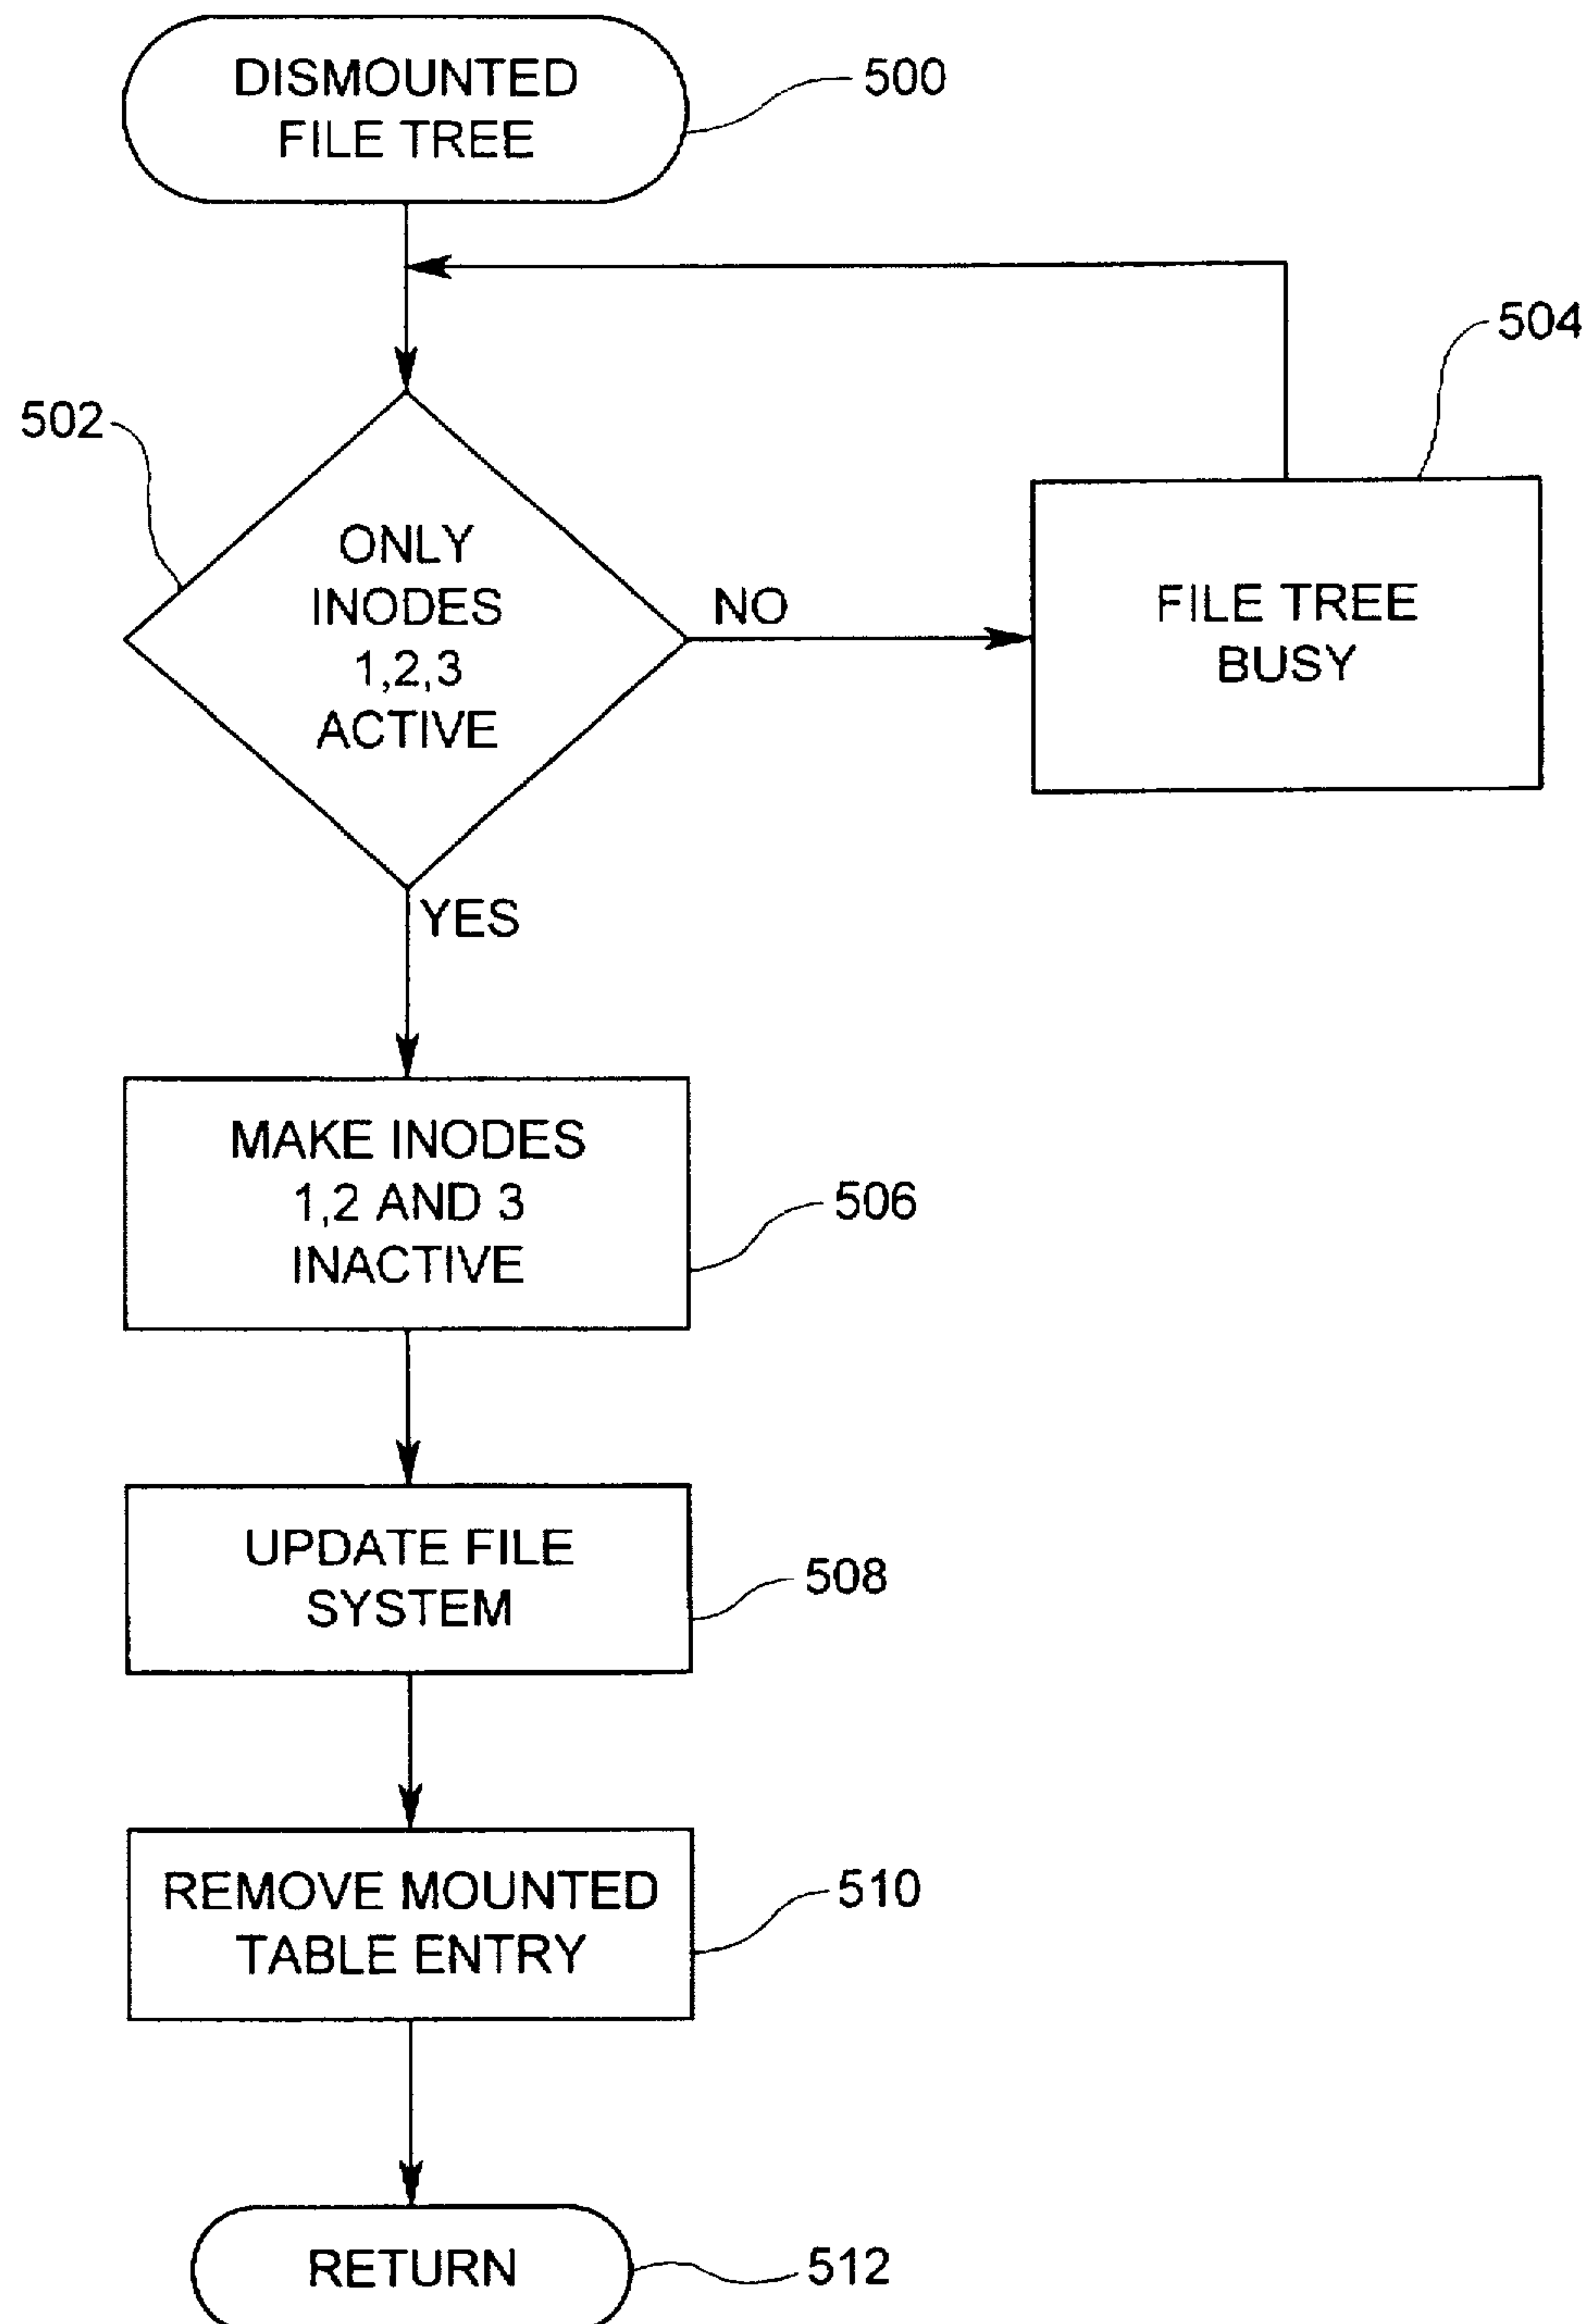 DISMOUNTED
FILE TREE
500
504
502
ONLY
INODES
1,2,3
ACTIVE
NO
FILE TREE
BUSY
YES
MAKE INODES
1,2 AND 3
INACTIVE
506
UPDATE FILE
SYSTEM
508
REMOVE MOUNTED
TABLE ENTRY
510
RETURN
512